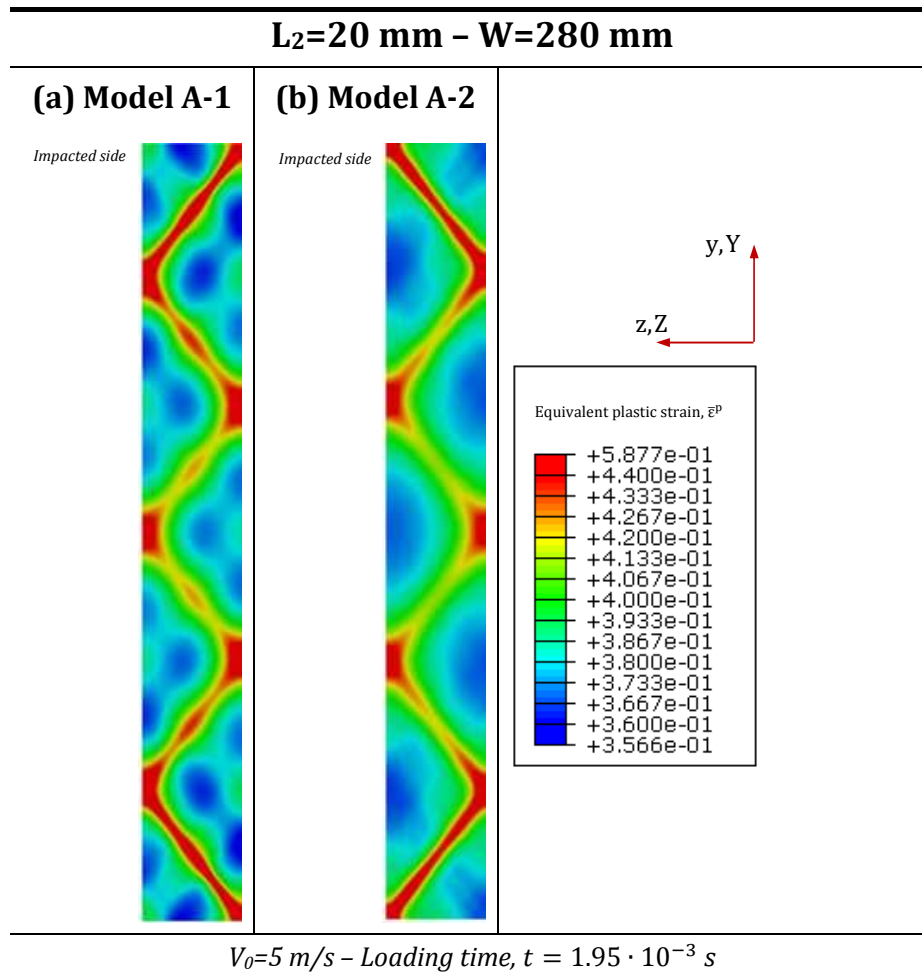 L₂=20 mm – W=280 mm
(a) Model A-1
(b) Model A-2
Impacted side
Impacted side
y,Y
z,Z
Equivalent plastic strain, ε̄ᵖ
+5.877e-01
+4.400e-01
+4.333e-01
+4.267e-01
+4.200e-01
+4.133e-01
+4.067e-01
+4.000e-01
+3.933e-01
+3.867e-01
+3.800e-01
+3.733e-01
+3.667e-01
+3.600e-01
+3.566e-01
V₀=5 m/s – Loading time, t = 1.95 · 10⁻³ s